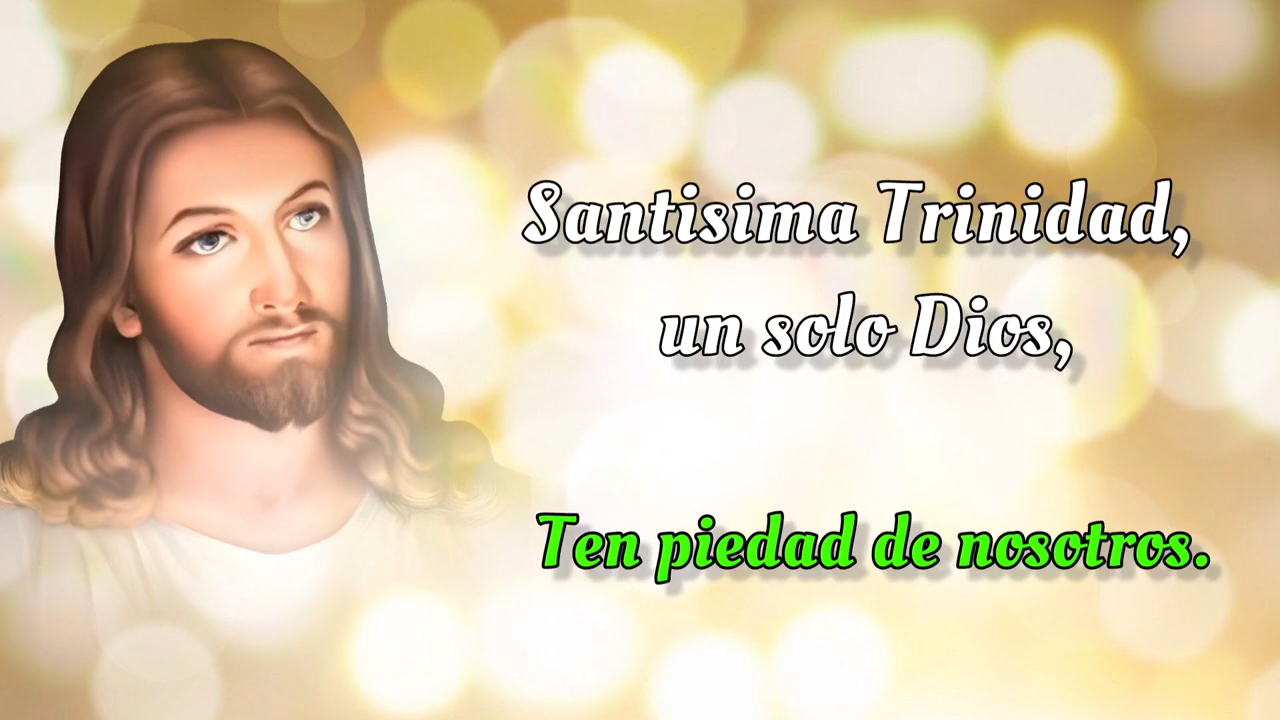 Santisima Trinidad,
un solo Dios,
Ten piedad de nosotros.